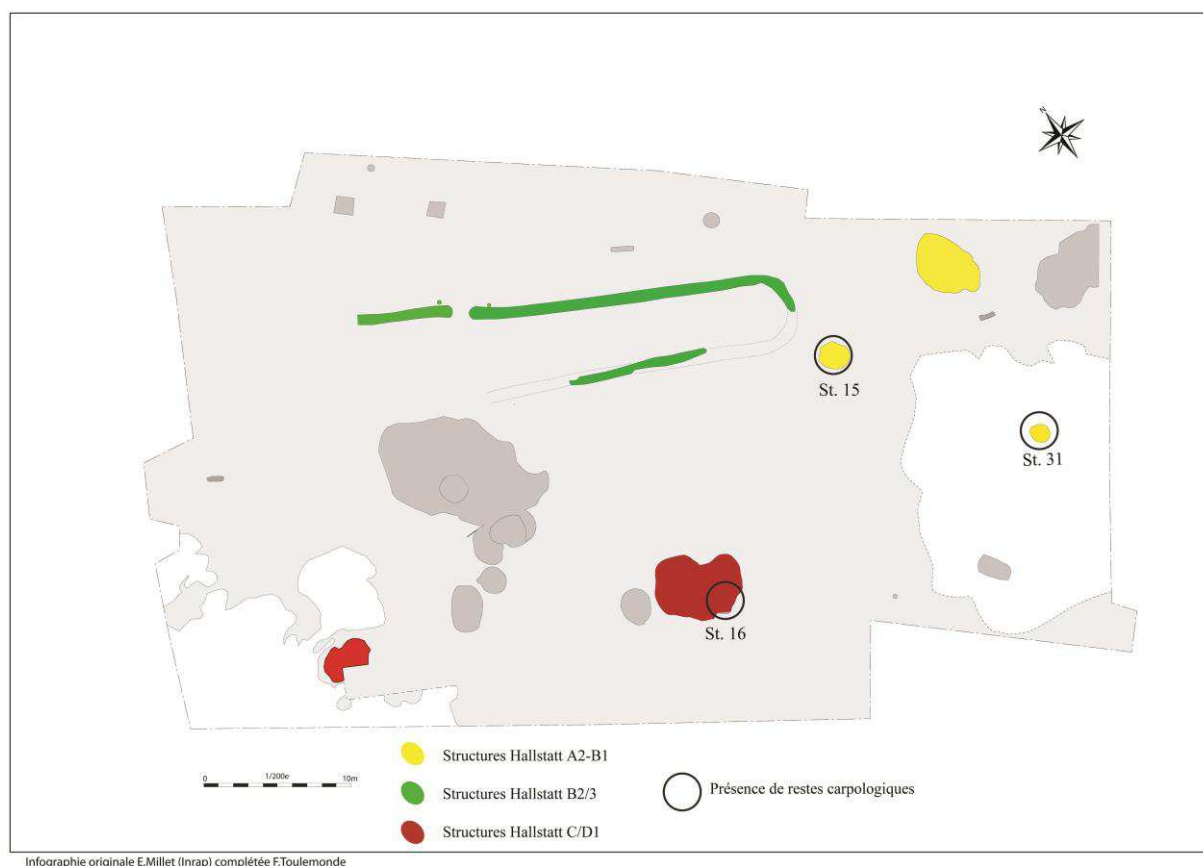 N
St. 15
St. 31
St. 16
Structures Hallstatt A2-B1
0 1/200e 10m
Structures Hallstatt B2/3
Présence de restes carpologiques
Structures Hallstatt C/D1
Infographie originale E.Millet (Inrap) complétée F.Toulemonde